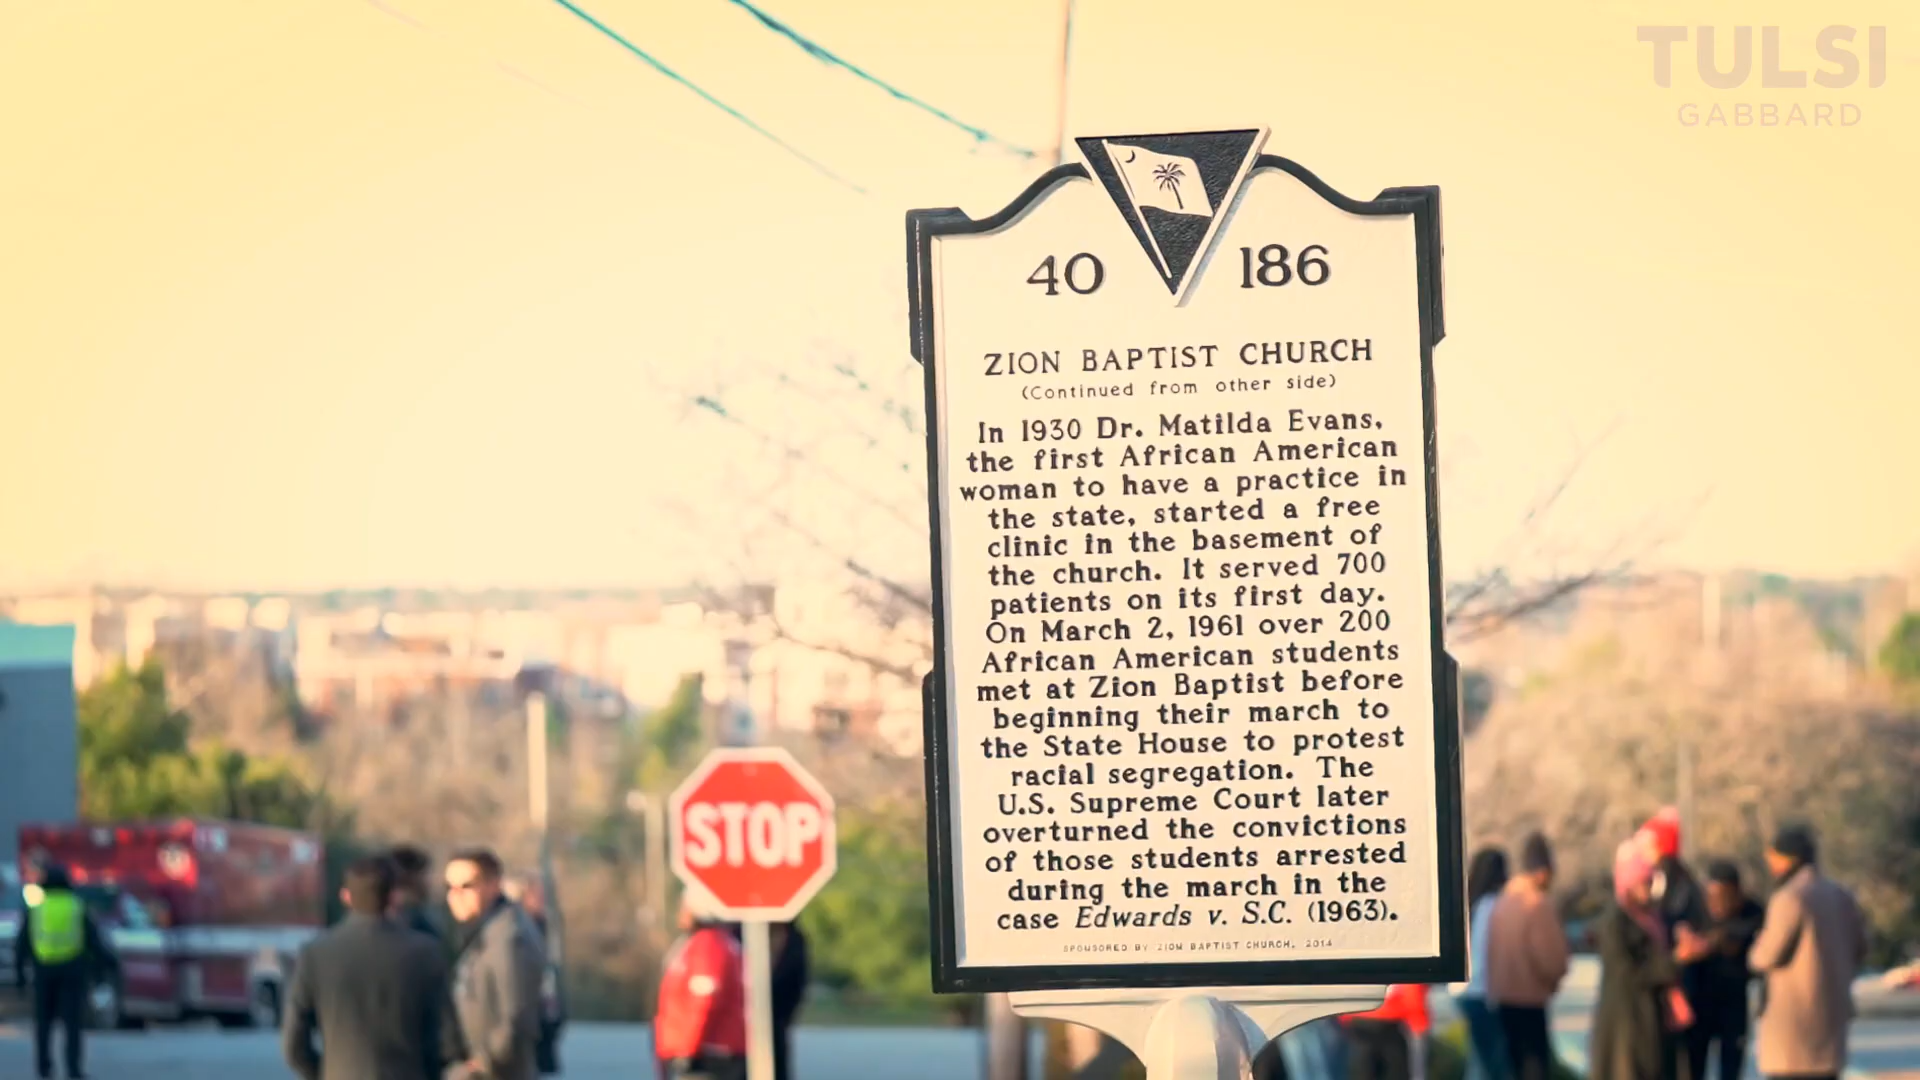 TULSI
GABBARD
40 186
ZION BAPTIST CHURCH
(Continued from other side)
In 1930 Dr. Matilda Evans,
the first African American
woman to have a practice in
the state, started a free
clinic in the basement of
the church. It served 700
patients on its first day.
On March 2, 1961 over 200
African American students
met at Zion Baptist before
beginning their march to
the State House to protest
racial segregation. The
U.S. Supreme Court later
overturned the convictions
of those students arrested
during the march in the
case Edwards v. S.C. (1963).
SPONSORED BY ZION BAPTIST CHURCH, 2014
STOP